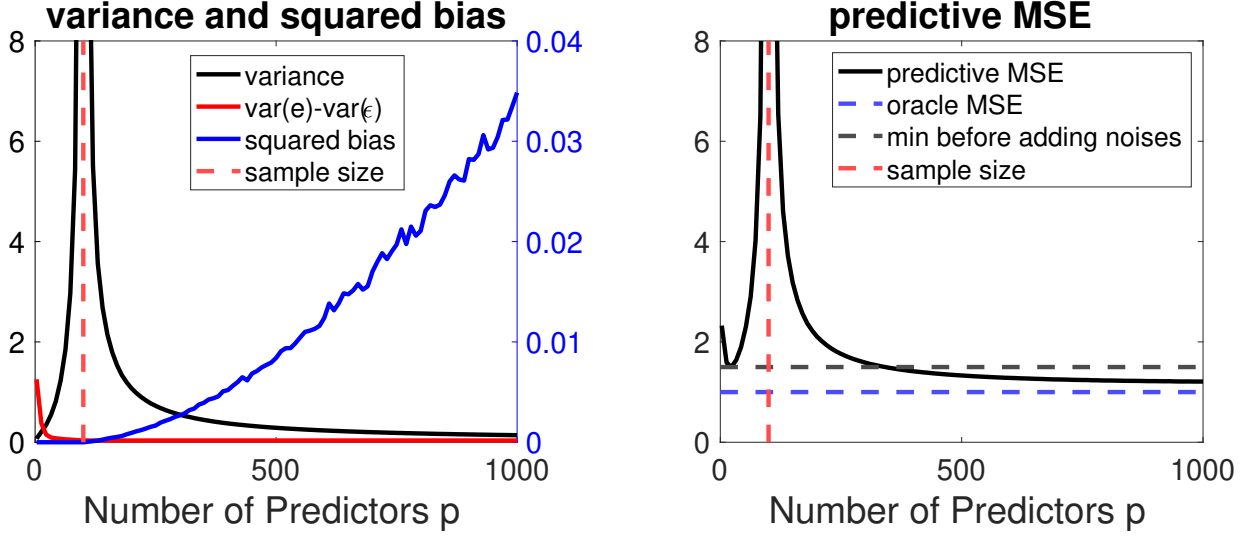 variance and squared bias
8
6
4
2
0
0.04
0.03
0.02
0.01
0
variance
var(e)-var(ϵ)
squared bias
sample size
0
500
1000
Number of Predictors p
predictive MSE
8
6
4
2
0
predictive MSE
oracle MSE
min before adding noises
sample size
0
500
1000
Number of Predictors p